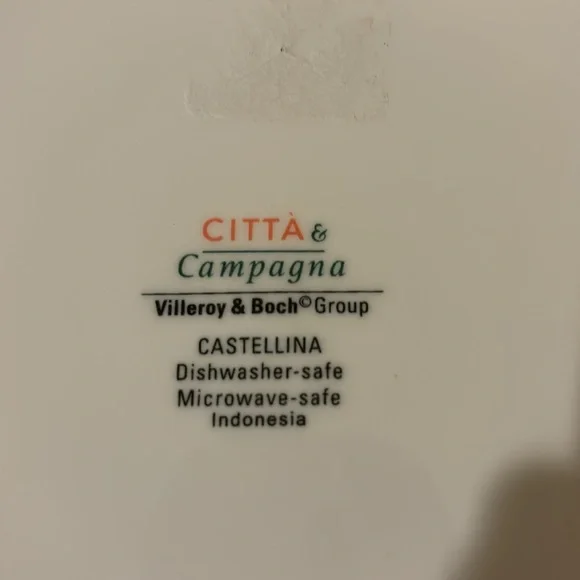 CITTÀ &
Campagna
Villeroy & Boch© Group
CASTELLINA
Dishwasher-safe
Microwave-safe
Indonesia